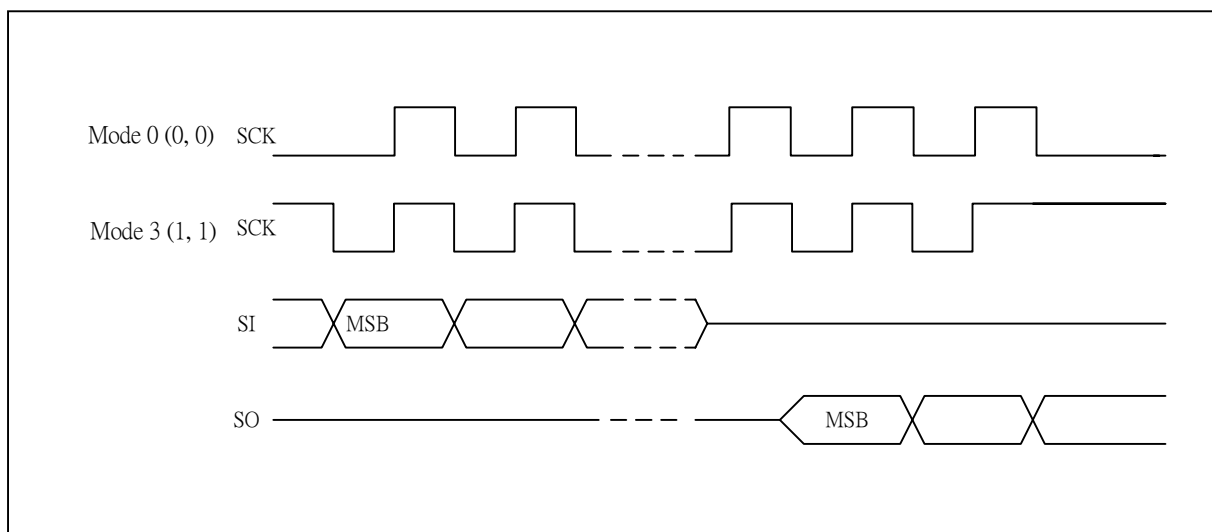 Mode 0 (0, 0) SCK
Mode 3 (1, 1) SCK
SI MSB
SO MSB